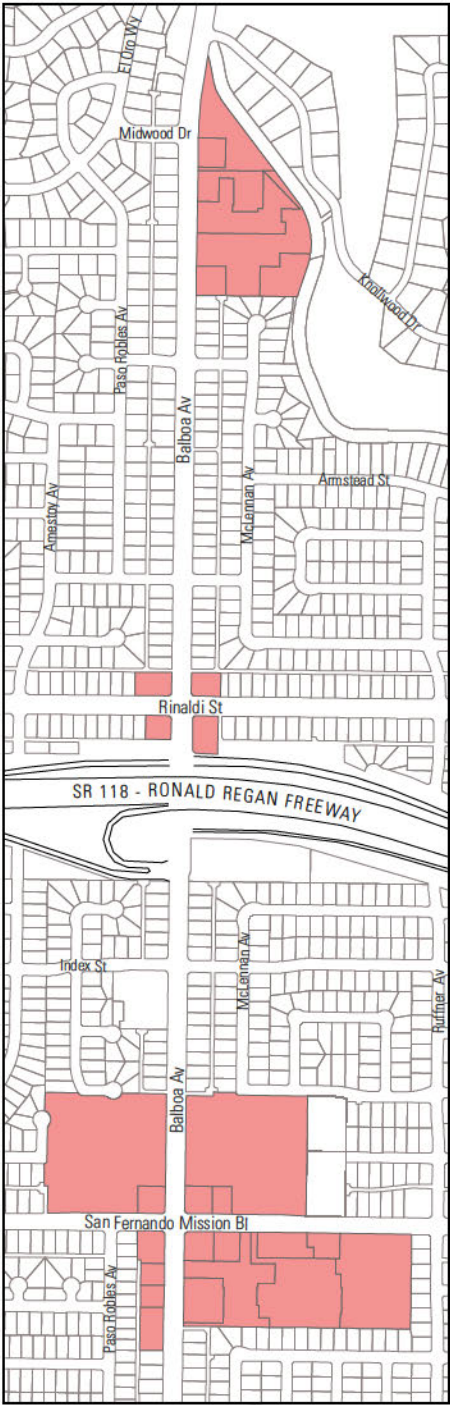 El Oro Wy
Midwood Dr
Knollwood Dr
Paso Robles Av
Balboa Av
McLennan Av
Armstead St
Amestoy Av
Rinaldi St
SR 118 - RONALD REGAN FREEWAY
Index St
McLennan Av
Ruffner Av
Balboa Av
San Fernando Mission Bl
Paso Robles Av